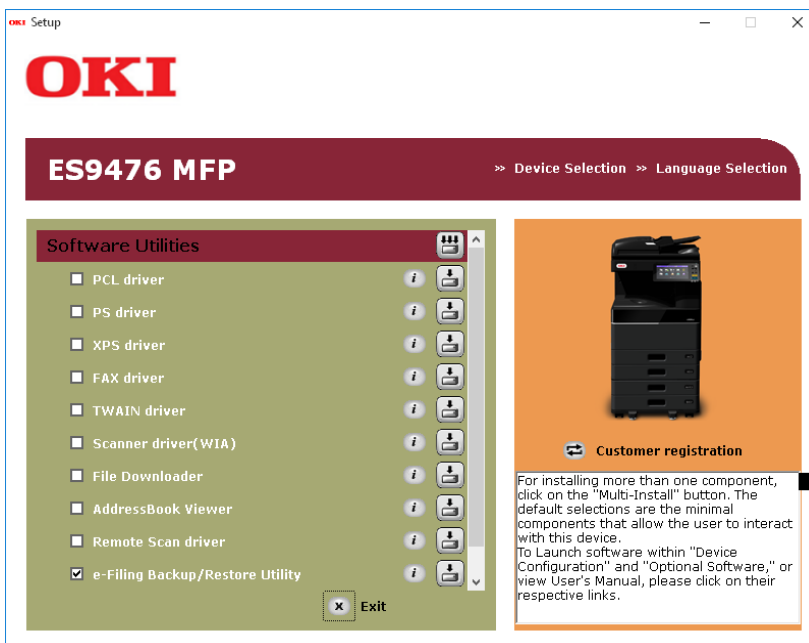 OKI Setup
OKI
ES9476 MFP
» Device Selection » Language Selection
Software Utilities
PCL driver
PS driver
XPS driver
FAX driver
TWAIN driver
Scanner driver(WIA)
File Downloader
AddressBook Viewer
Remote Scan driver
e-Filing Backup/Restore Utility
x Exit
Customer registration
For installing more than one component,
click on the "Multi-Install" button. The
default selections are the minimal
components that allow the user to interact
with this device.
To Launch software within "Device
Configuration" and "Optional Software," or
view User's Manual, please click on their
respective links.